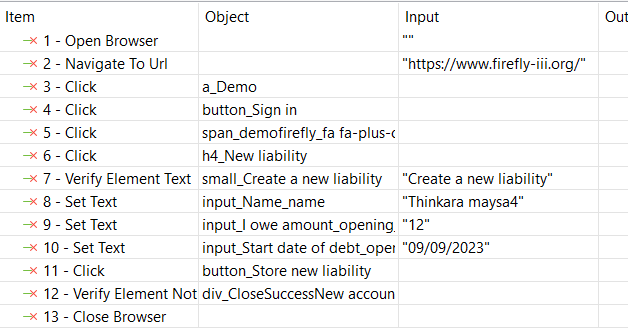 Item Object Input Out
1 - Open Browser ""
2 - Navigate To Url "https://www.firefly-iii.org/"
3 - Click a_Demo
4 - Click button_Sign in
5 - Click span_demofirefly_fa fa-plus-c
6 - Click h4_New liability
7 - Verify Element Text small_Create a new liability "Create a new liability"
8 - Set Text input_Name_name "Thinkara maysa4"
9 - Set Text input_I owe amount_opening_ "12"
10 - Set Text input_Start date of debt_oper "09/09/2023"
11 - Click button_Store new liability
12 - Verify Element Not div_CloseSuccessNew accoun
13 - Close Browser